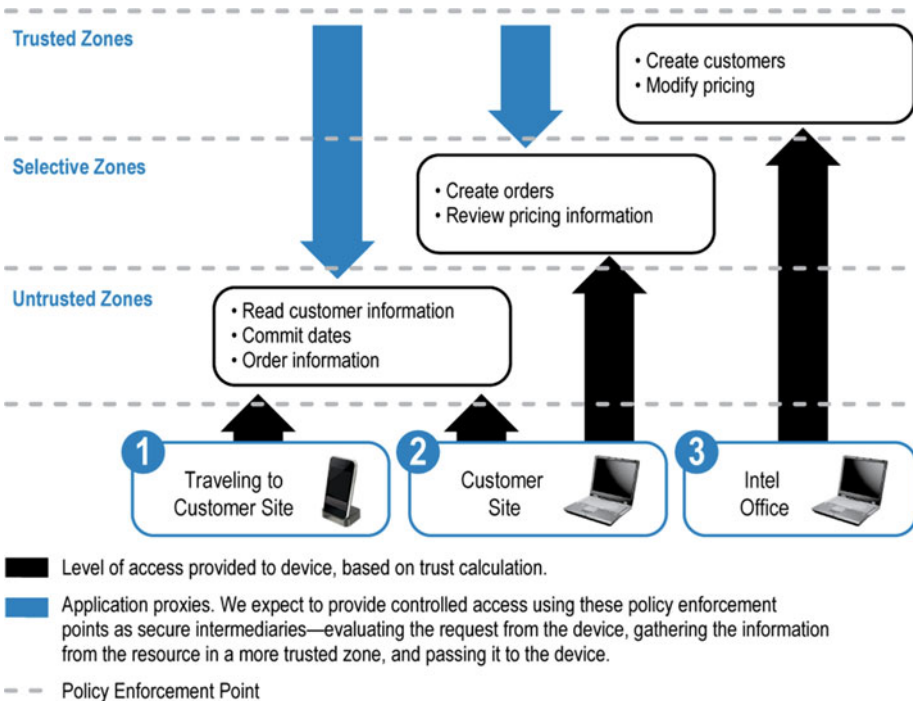 Trusted Zones
• Create customers
• Modify pricing
Selective Zones
• Create orders
• Review pricing information
Untrusted Zones
• Read customer information
• Commit dates
• Order information
1
Traveling to
Customer Site
2
Customer
Site
3
Intel
Office
Level of access provided to device, based on trust calculation.
Application proxies. We expect to provide controlled access using these policy enforcement
points as secure intermediaries—evaluating the request from the device, gathering the information
from the resource in a more trusted zone, and passing it to the device.
Policy Enforcement Point